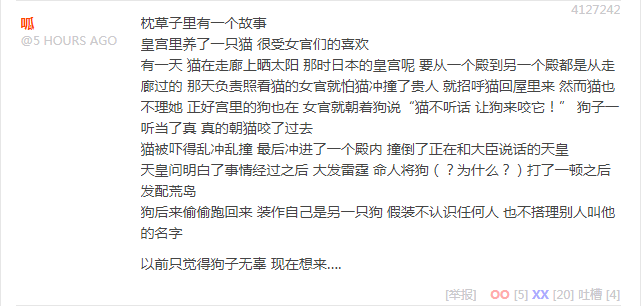 4127242
呱
@5 HOURS AGO
枕草子里有一个故事
皇宫里养了一只猫 很受女官们的喜欢
有一天 猫在走廊上晒太阳 那时日本的皇宫呢 要从一个殿到另一个殿都是从走
廊过的 那天负责照看猫的女官就怕猫冲撞了贵人 就招呼猫回屋里来 然而猫也
不理她 正好宫里的狗也在 女官就朝着狗说“猫不听话 让狗来咬它！” 狗子一
听当了真 真的朝猫咬了过去
猫被吓得乱冲乱撞 最后冲进了一个殿内 撞倒了正在和大臣说话的天皇
天皇问明白了事情经过之后 大发雷霆 命人将狗（？为什么？）打了一顿之后
发配荒岛
狗后来偷偷跑回来 装作自己是另一只狗 假装不认识任何人 也不搭理别人叫他
的名字
以前只觉得狗子无辜 现在想来....
[举报] OO [5] XX [20] 吐槽 [4]